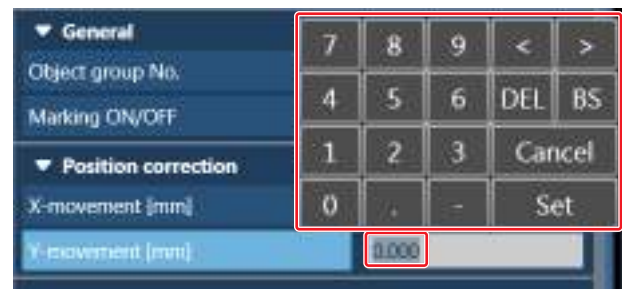 ▼ General
Object group No.
Marking ON/OFF
▼ Position correction
X-movement [mm]
Y-movement [mm] 0.000
7 8 9 < >
4 5 6 DEL BS
1 2 3 Cancel
0 . - Set